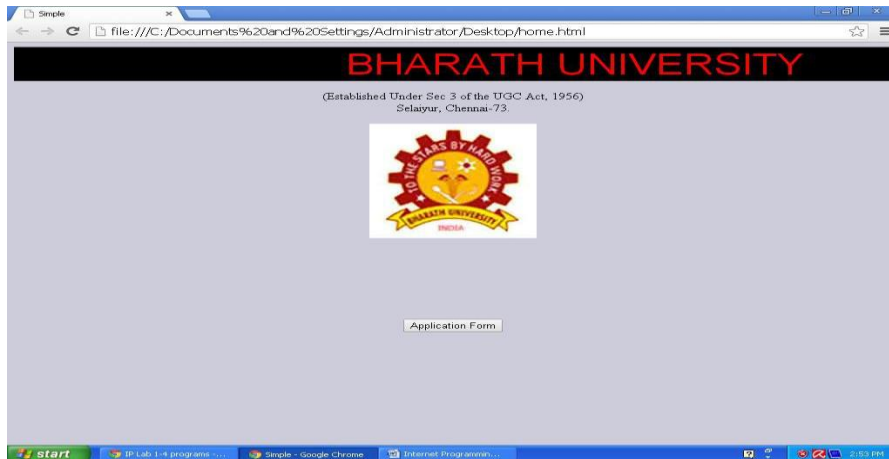 Simple
file:///C:/Documents%20and%20Settings/Administrator/Desktop/home.html
BHARATH UNIVERSITY
(Established Under Sec 3 of the UGC Act, 1956)
Selaiyur, Chennai-73.
TO THE STARS BY HARD WORK
BHARATH UNIVERSITY
INDIA
Application Form
start
IP Lab 1-4 programs -...
Simple - Google Chrome
Internet Programmin...
2:53 PM